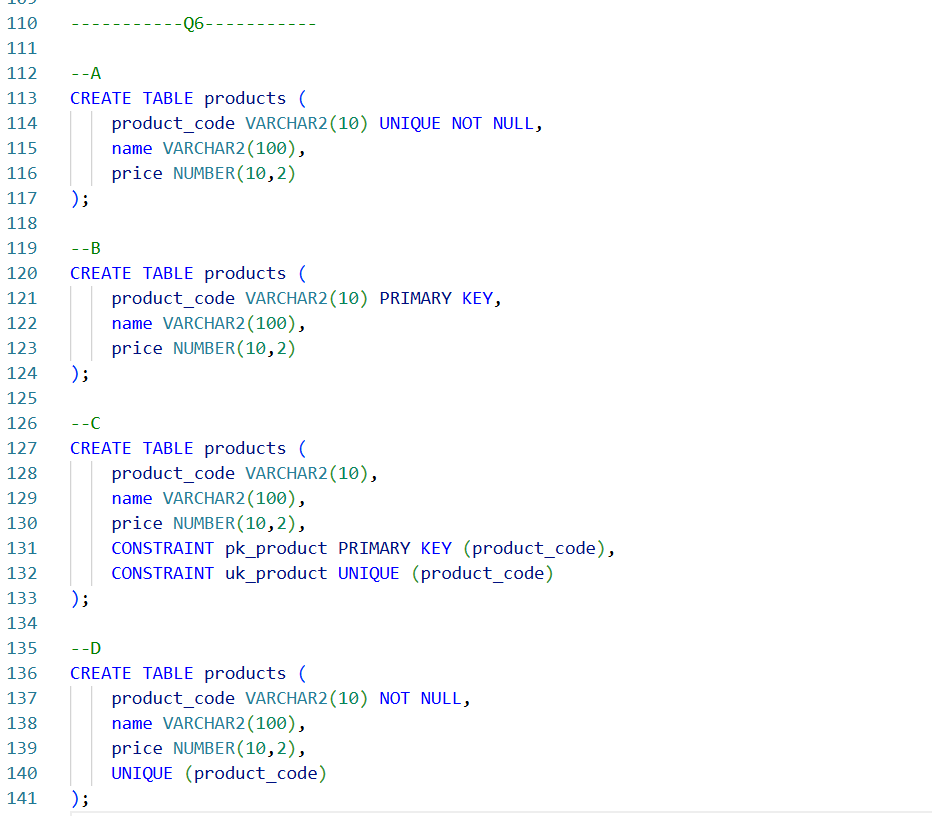 109
110 -----------Q6-----------
111
112 --A
113 CREATE TABLE products (
114 product_code VARCHAR2(10) UNIQUE NOT NULL,
115 name VARCHAR2(100),
116 price NUMBER(10,2)
117 );
118
119 --B
120 CREATE TABLE products (
121 product_code VARCHAR2(10) PRIMARY KEY,
122 name VARCHAR2(100),
123 price NUMBER(10,2)
124 );
125
126 --C
127 CREATE TABLE products (
128 product_code VARCHAR2(10),
129 name VARCHAR2(100),
130 price NUMBER(10,2),
131 CONSTRAINT pk_product PRIMARY KEY (product_code),
132 CONSTRAINT uk_product UNIQUE (product_code)
133 );
134
135 --D
136 CREATE TABLE products (
137 product_code VARCHAR2(10) NOT NULL,
138 name VARCHAR2(100),
139 price NUMBER(10,2),
140 UNIQUE (product_code)
141 );